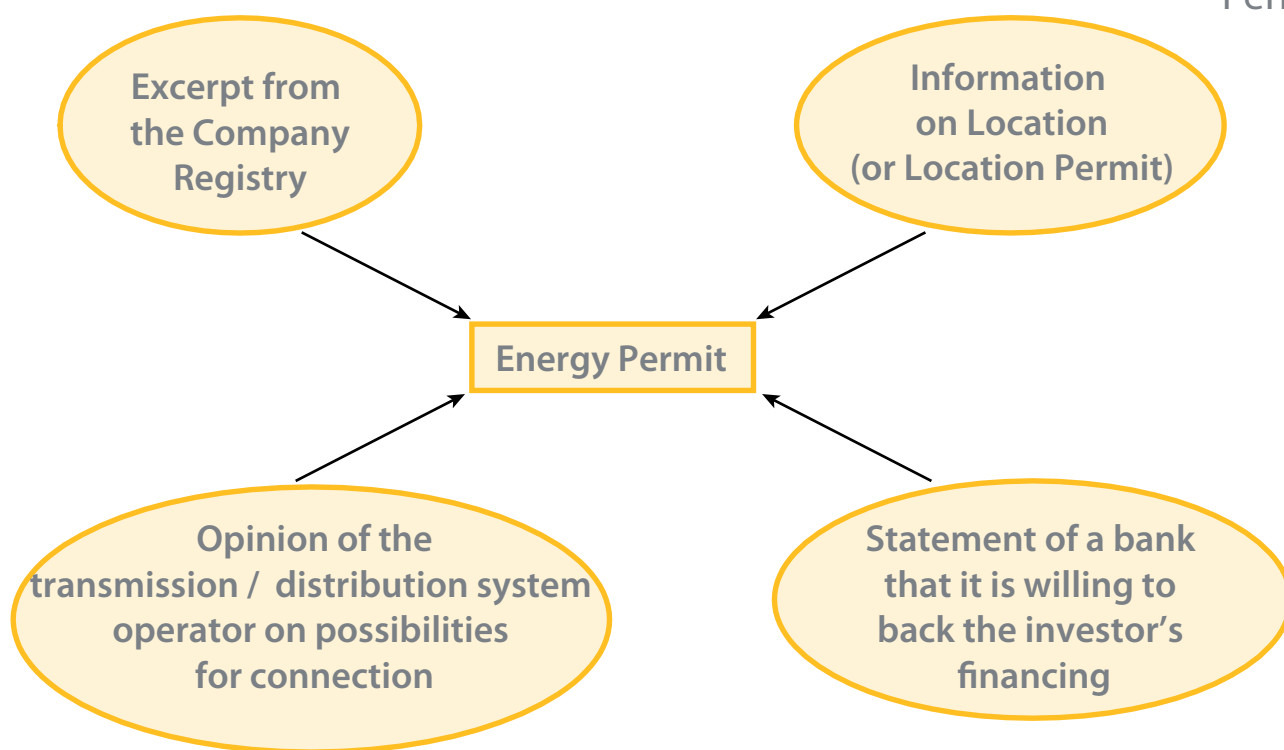 Excerpt from
the Company
Registry
Information
on Location
(or Location Permit)
Energy Permit
Opinion of the
transmission / distribution system
operator on possibilities
for connection
Statement of a bank
that it is willing to
back the investor’s
financing